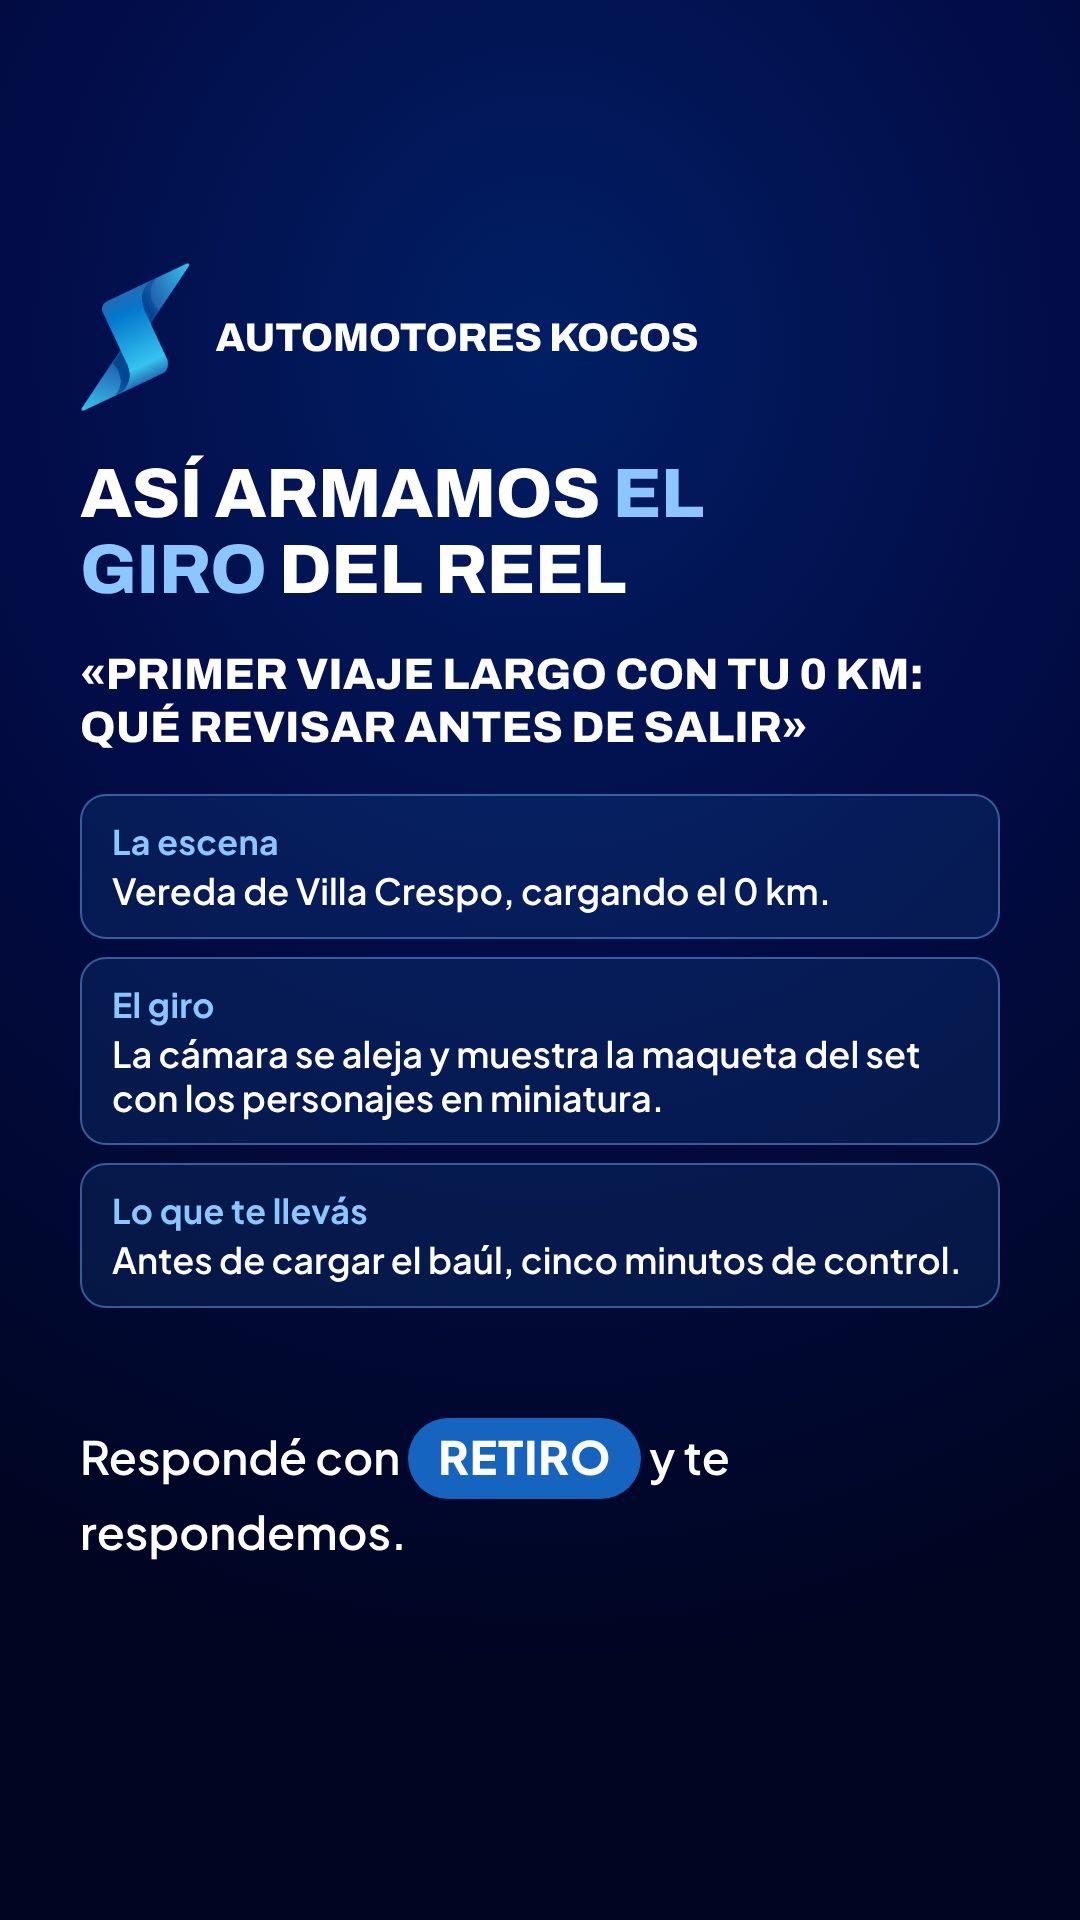 AUTOMOTORES KOCOS
ASÍ ARMAMOS EL
GIRO DEL REEL
«PRIMER VIAJE LARGO CON TU 0 KM:
QUÉ REVISAR ANTES DE SALIR»
La escena
Vereda de Villa Crespo, cargando el 0 km.
El giro
La cámara se aleja y muestra la maqueta del set
con los personajes en miniatura.
Lo que te llevás
Antes de cargar el baúl, cinco minutos de control.
Respondé con RETIRO y te
respondemos.